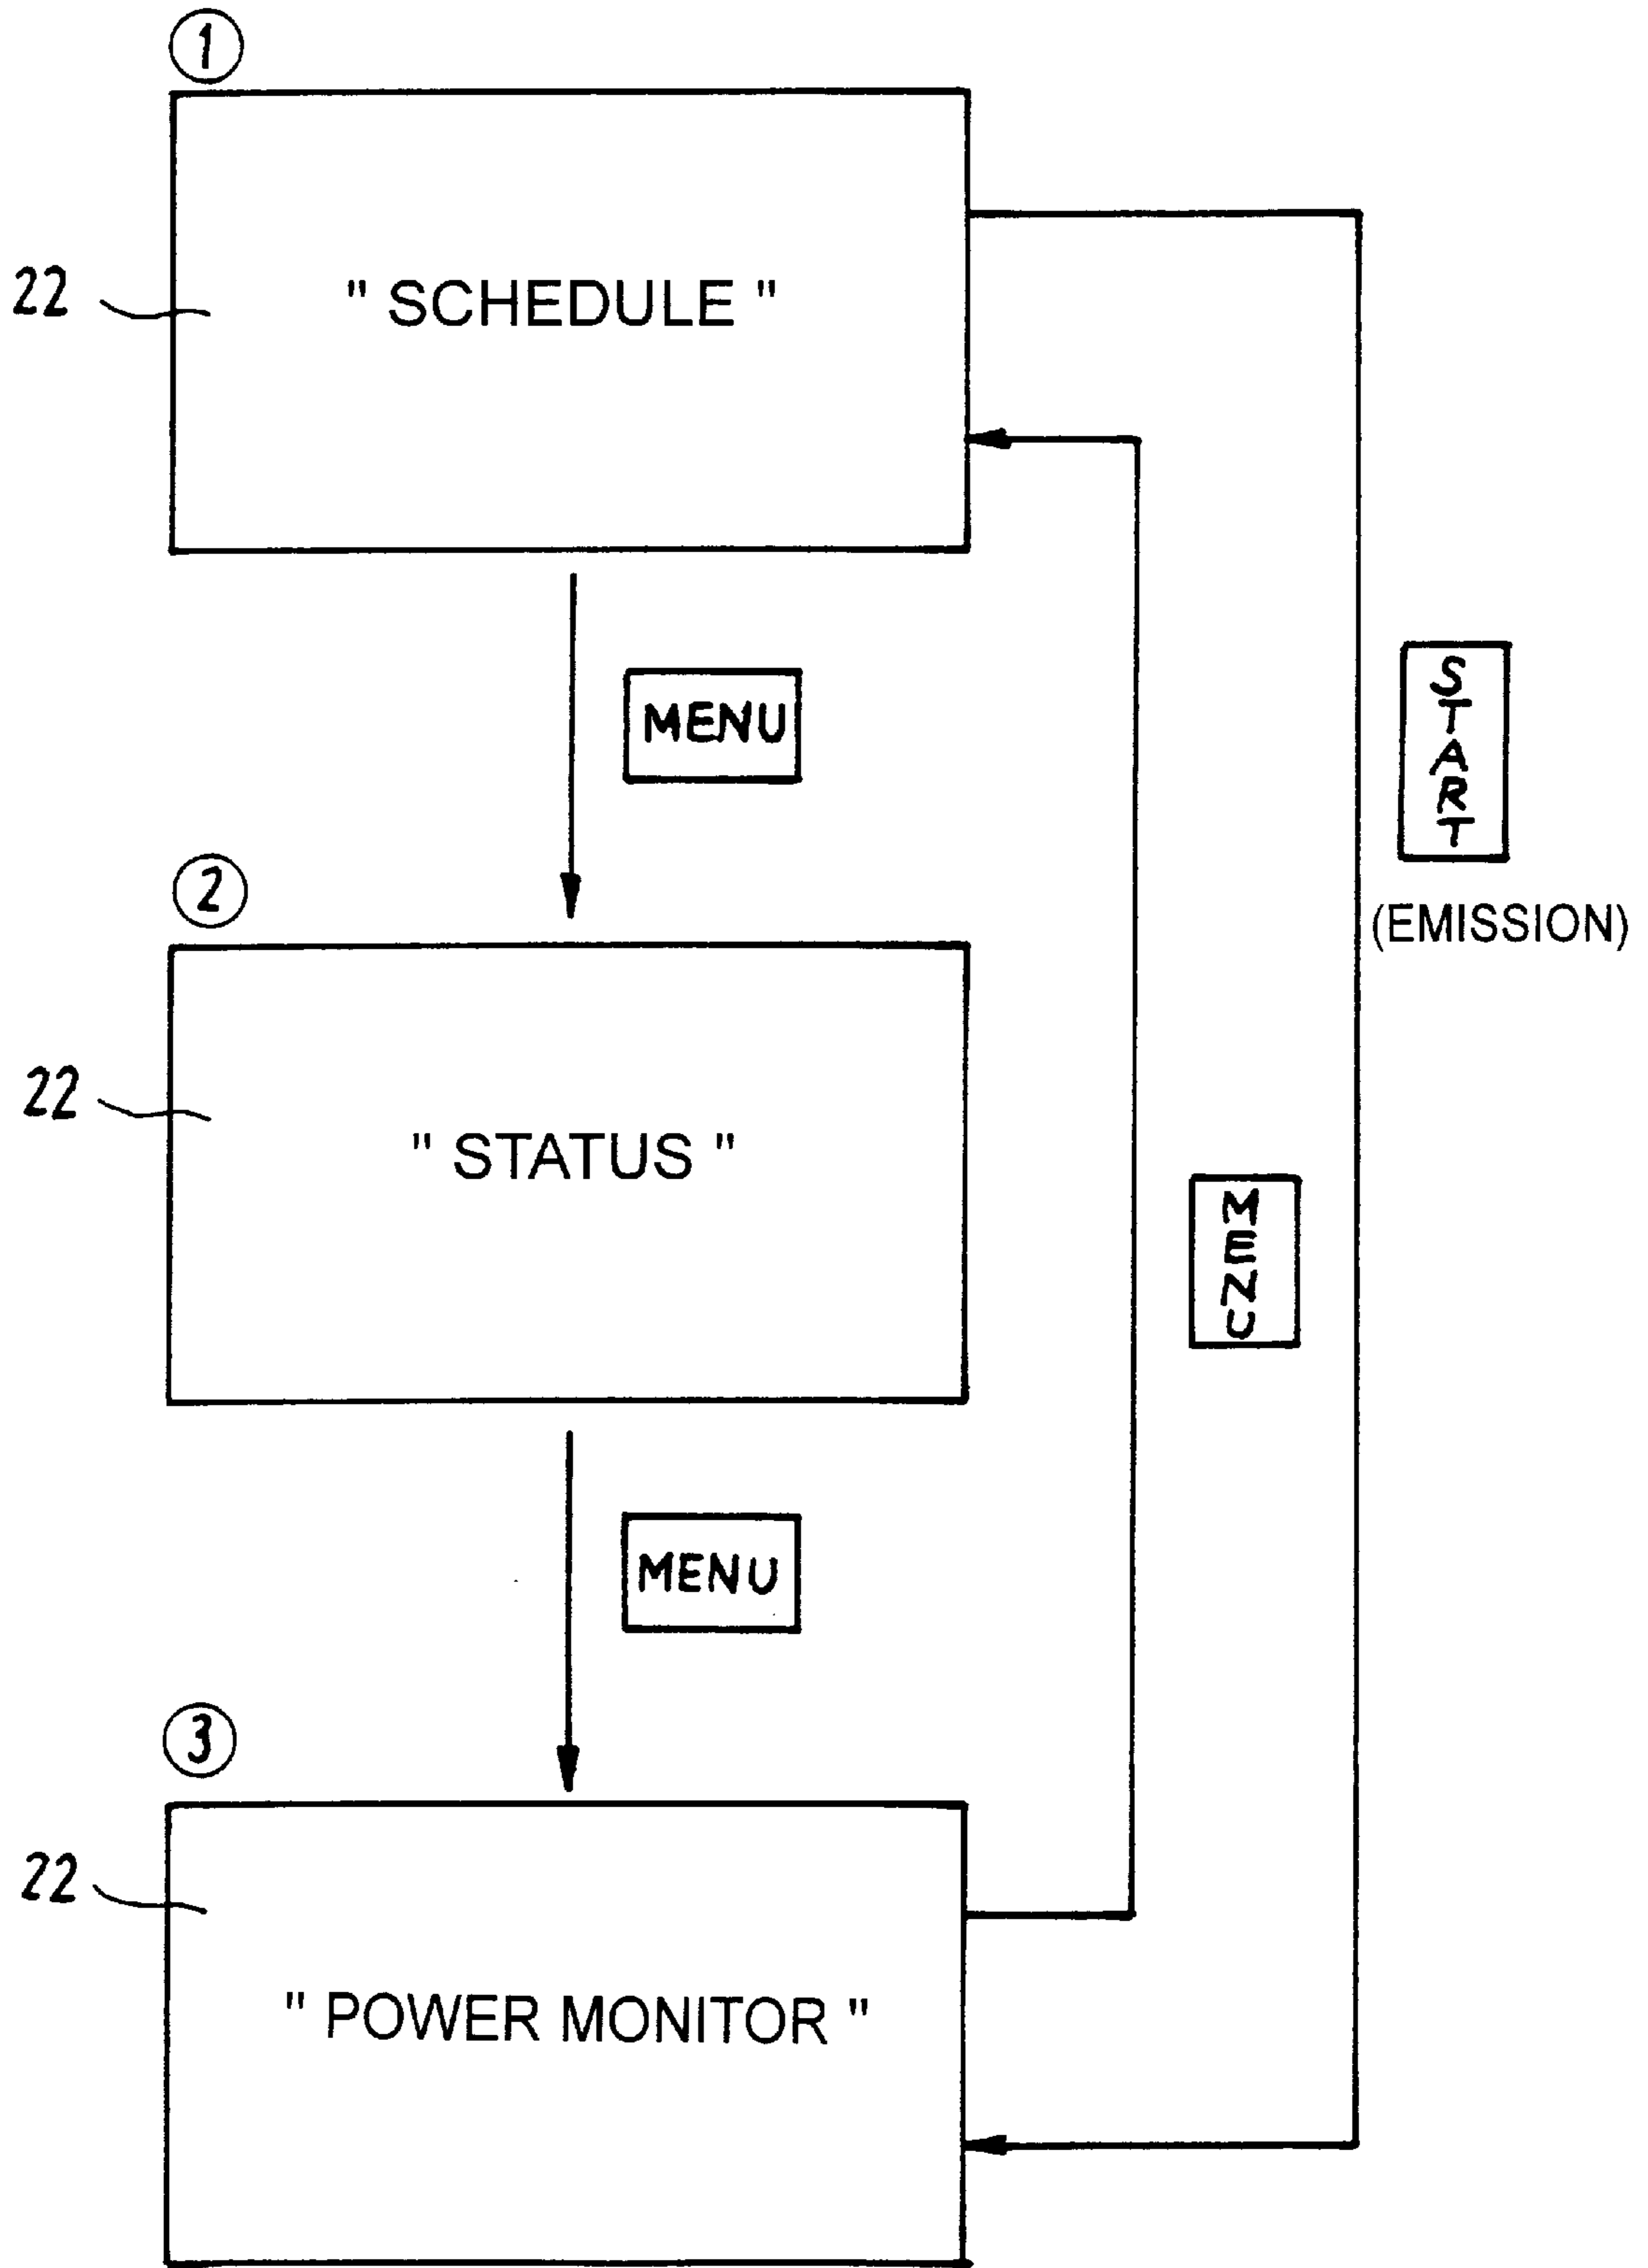 ①
22
" SCHEDULE "
MENU
START
(EMISSION)
②
22
" STATUS "
MENU
MENU
③
22
" POWER MONITOR "